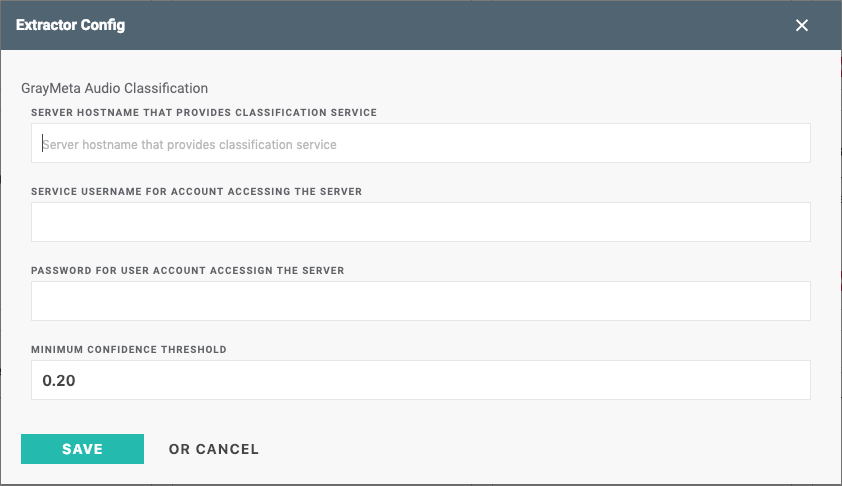 Extractor Config
GrayMeta Audio Classification
SERVER HOSTNAME THAT PROVIDES CLASSIFICATION SERVICE
Server hostname that provides classification service
SERVICE USERNAME FOR ACCOUNT ACCESSING THE SERVER
PASSWORD FOR USER ACCOUNT ACCESSIGN THE SERVER
MINIMUM CONFIDENCE THRESHOLD
0.20
SAVE OR CANCEL